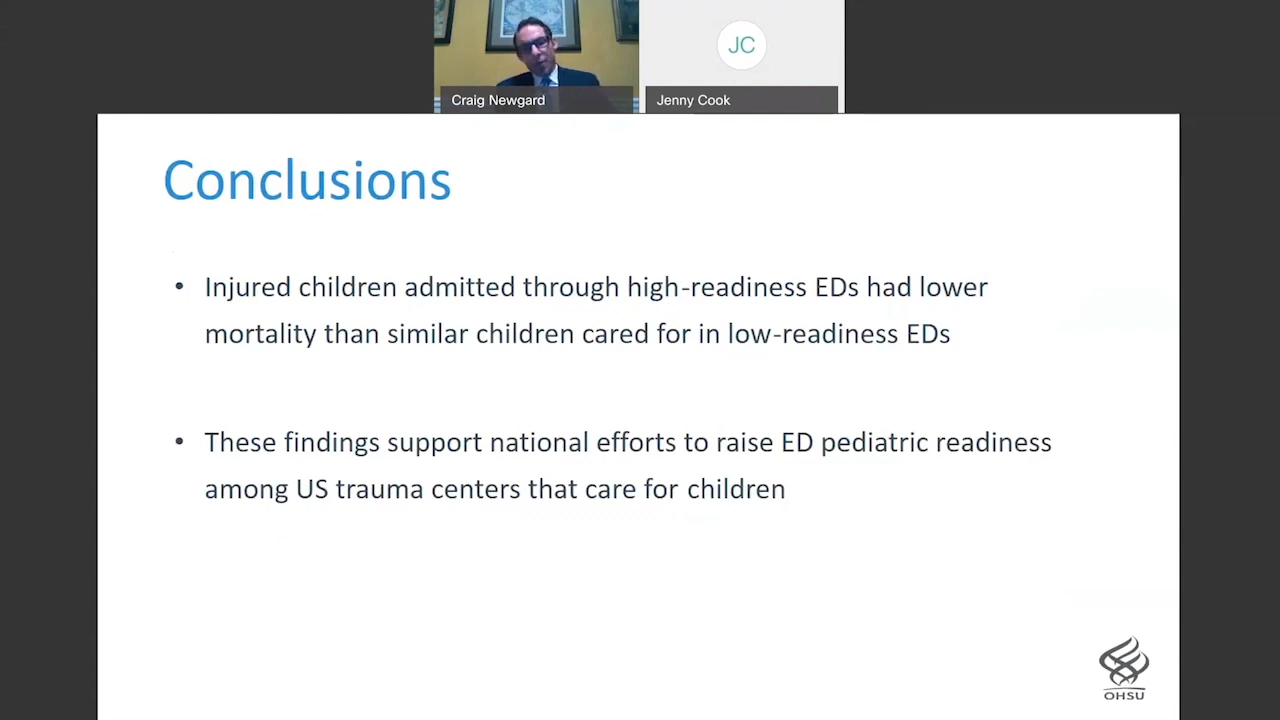 Craig Newgard
JC
Jenny Cook
Conclusions
• Injured children admitted through high-readiness EDs had lower
mortality than similar children cared for in low-readiness EDs
• These findings support national efforts to raise ED pediatric readiness
among US trauma centers that care for children
OHSU